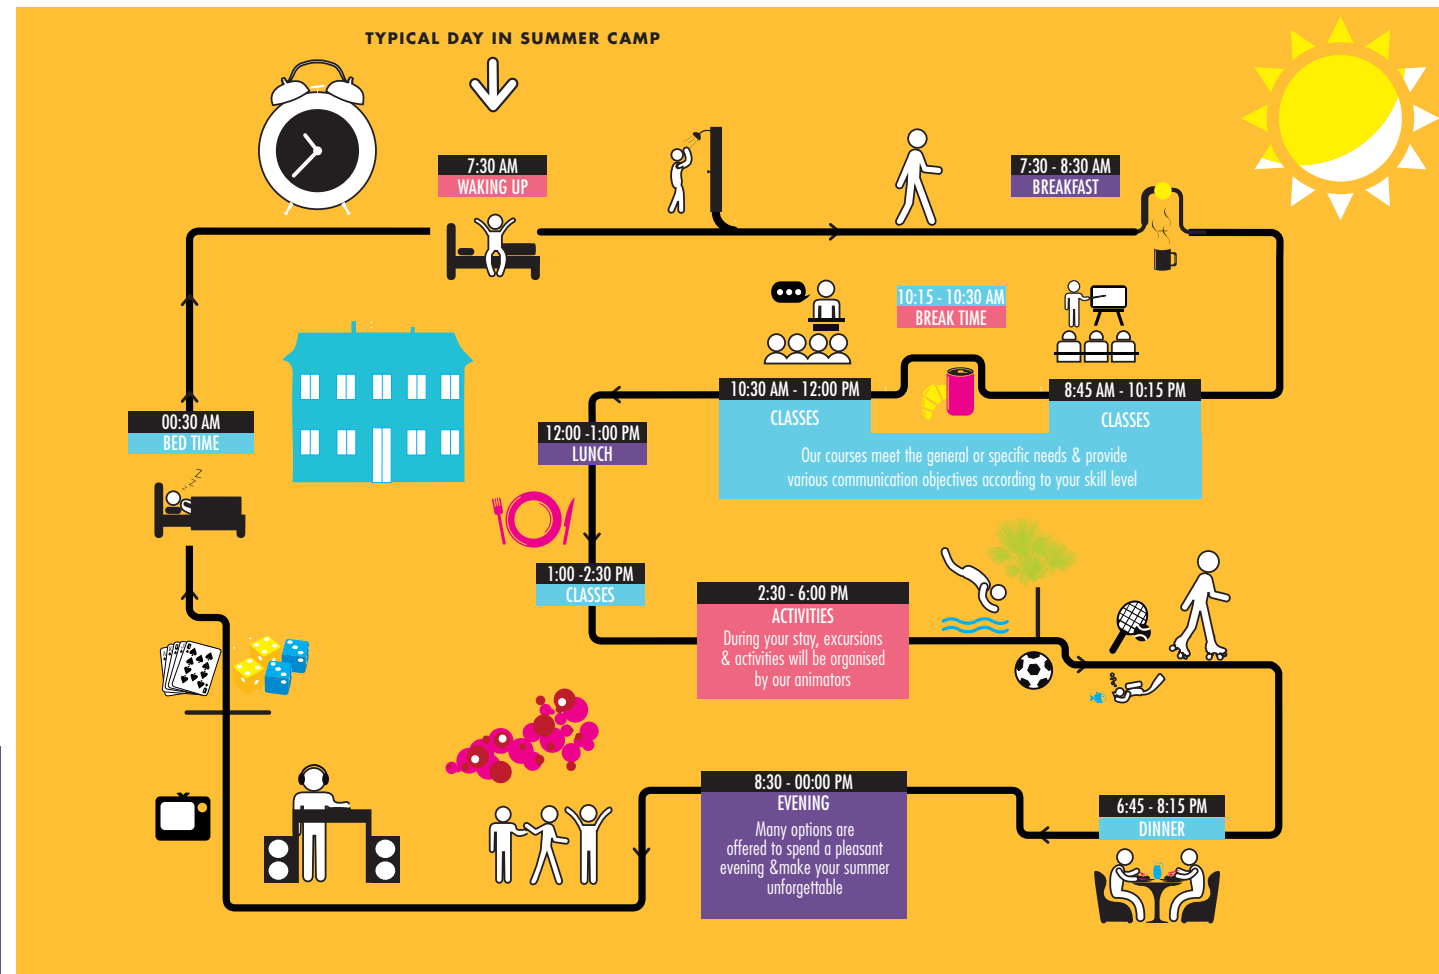 TYPICAL DAY IN SUMMER CAMP
7:30 AM
WAKING UP
7:30 - 8:30 AM
BREAKFAST
8:45 AM - 10:15 PM
CLASSES
10:15 - 10:30 AM
BREAK TIME
10:30 AM - 12:00 PM
CLASSES
Our courses meet the general or specific needs & provide
various communication objectives according to your skill level
12:00 -1:00 PM
LUNCH
1:00 -2:30 PM
CLASSES
2:30 - 6:00 PM
ACTIVITIES
During your stay, excursions
& activities will be organised
by our animators
6:45 - 8:15 PM
DINNER
8:30 - 00:00 PM
EVENING
Many options are
offered to spend a pleasant
evening &make your summer
unforgettable
00:30 AM
BED TIME
z z Z Z